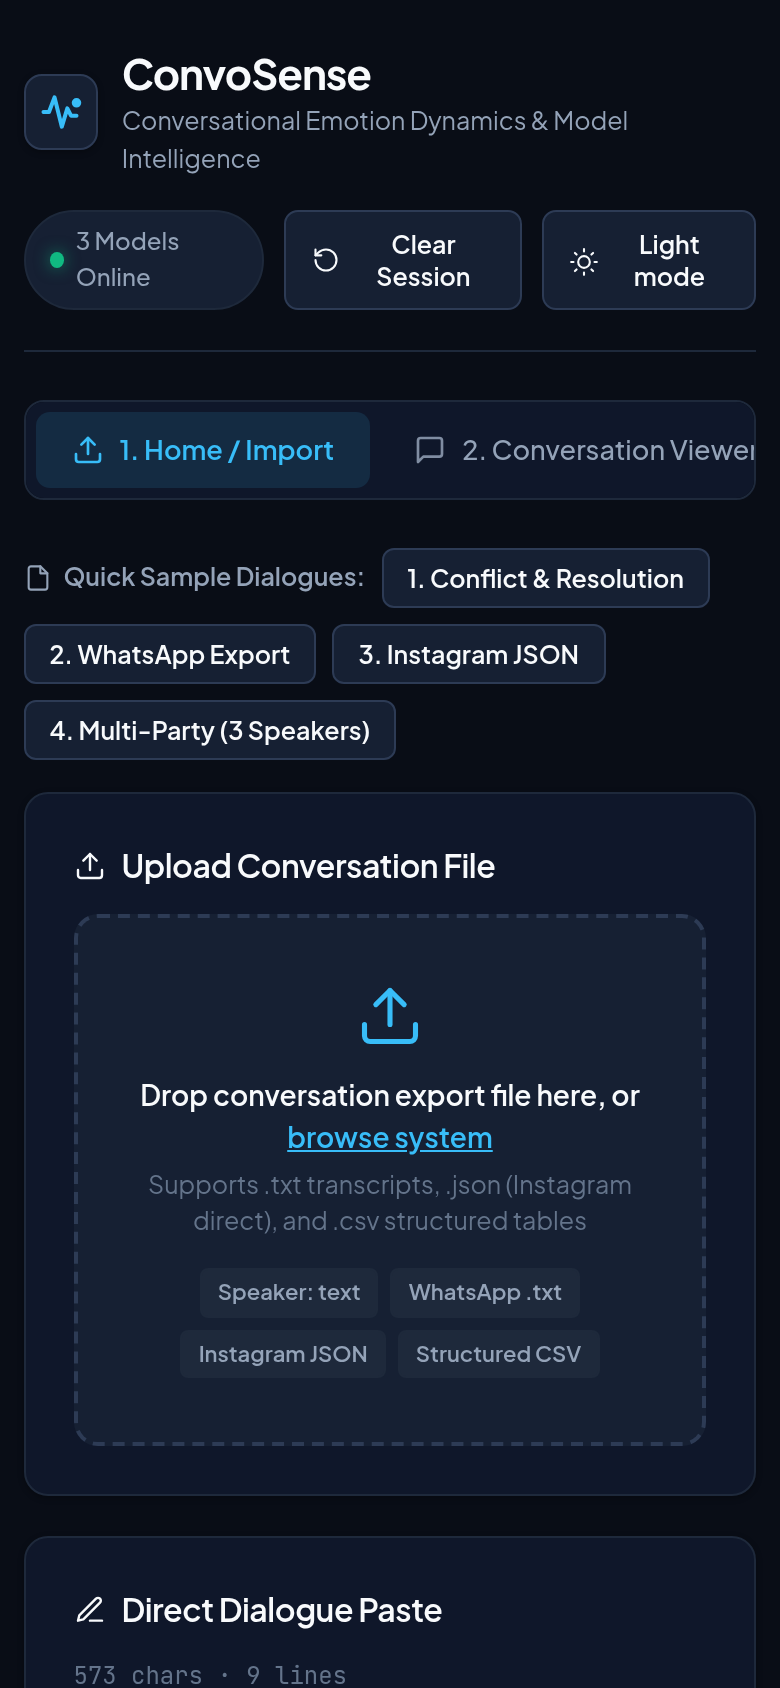 ConvoSense
Conversational Emotion Dynamics & Model
Intelligence
3 Models
Online
Clear
Session
Light
mode
1. Home / Import
2. Conversation Viewer
Quick Sample Dialogues:
1. Conflict & Resolution
2. WhatsApp Export
3. Instagram JSON
4. Multi-Party (3 Speakers)
Upload Conversation File
Drop conversation export file here, or
browse system
Supports .txt transcripts, .json (Instagram
direct), and .csv structured tables
Speaker: text
WhatsApp .txt
Instagram JSON
Structured CSV
Direct Dialogue Paste
573 chars · 9 lines